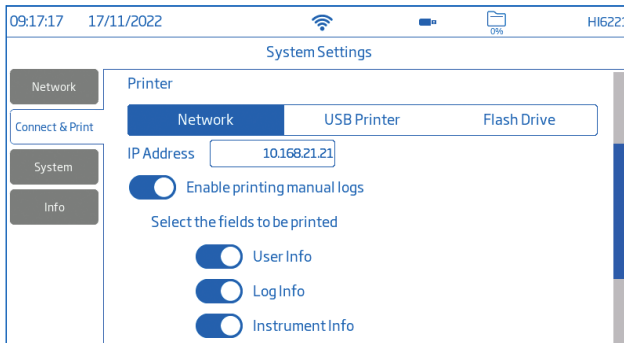 09:17:17 17/11/2022 0% HI6221
System Settings
Network
Connect & Print
System
Info
Printer
Network USB Printer Flash Drive
IP Address 10.168.21.21
Enable printing manual logs
Select the fields to be printed
User Info
Log Info
Instrument Info